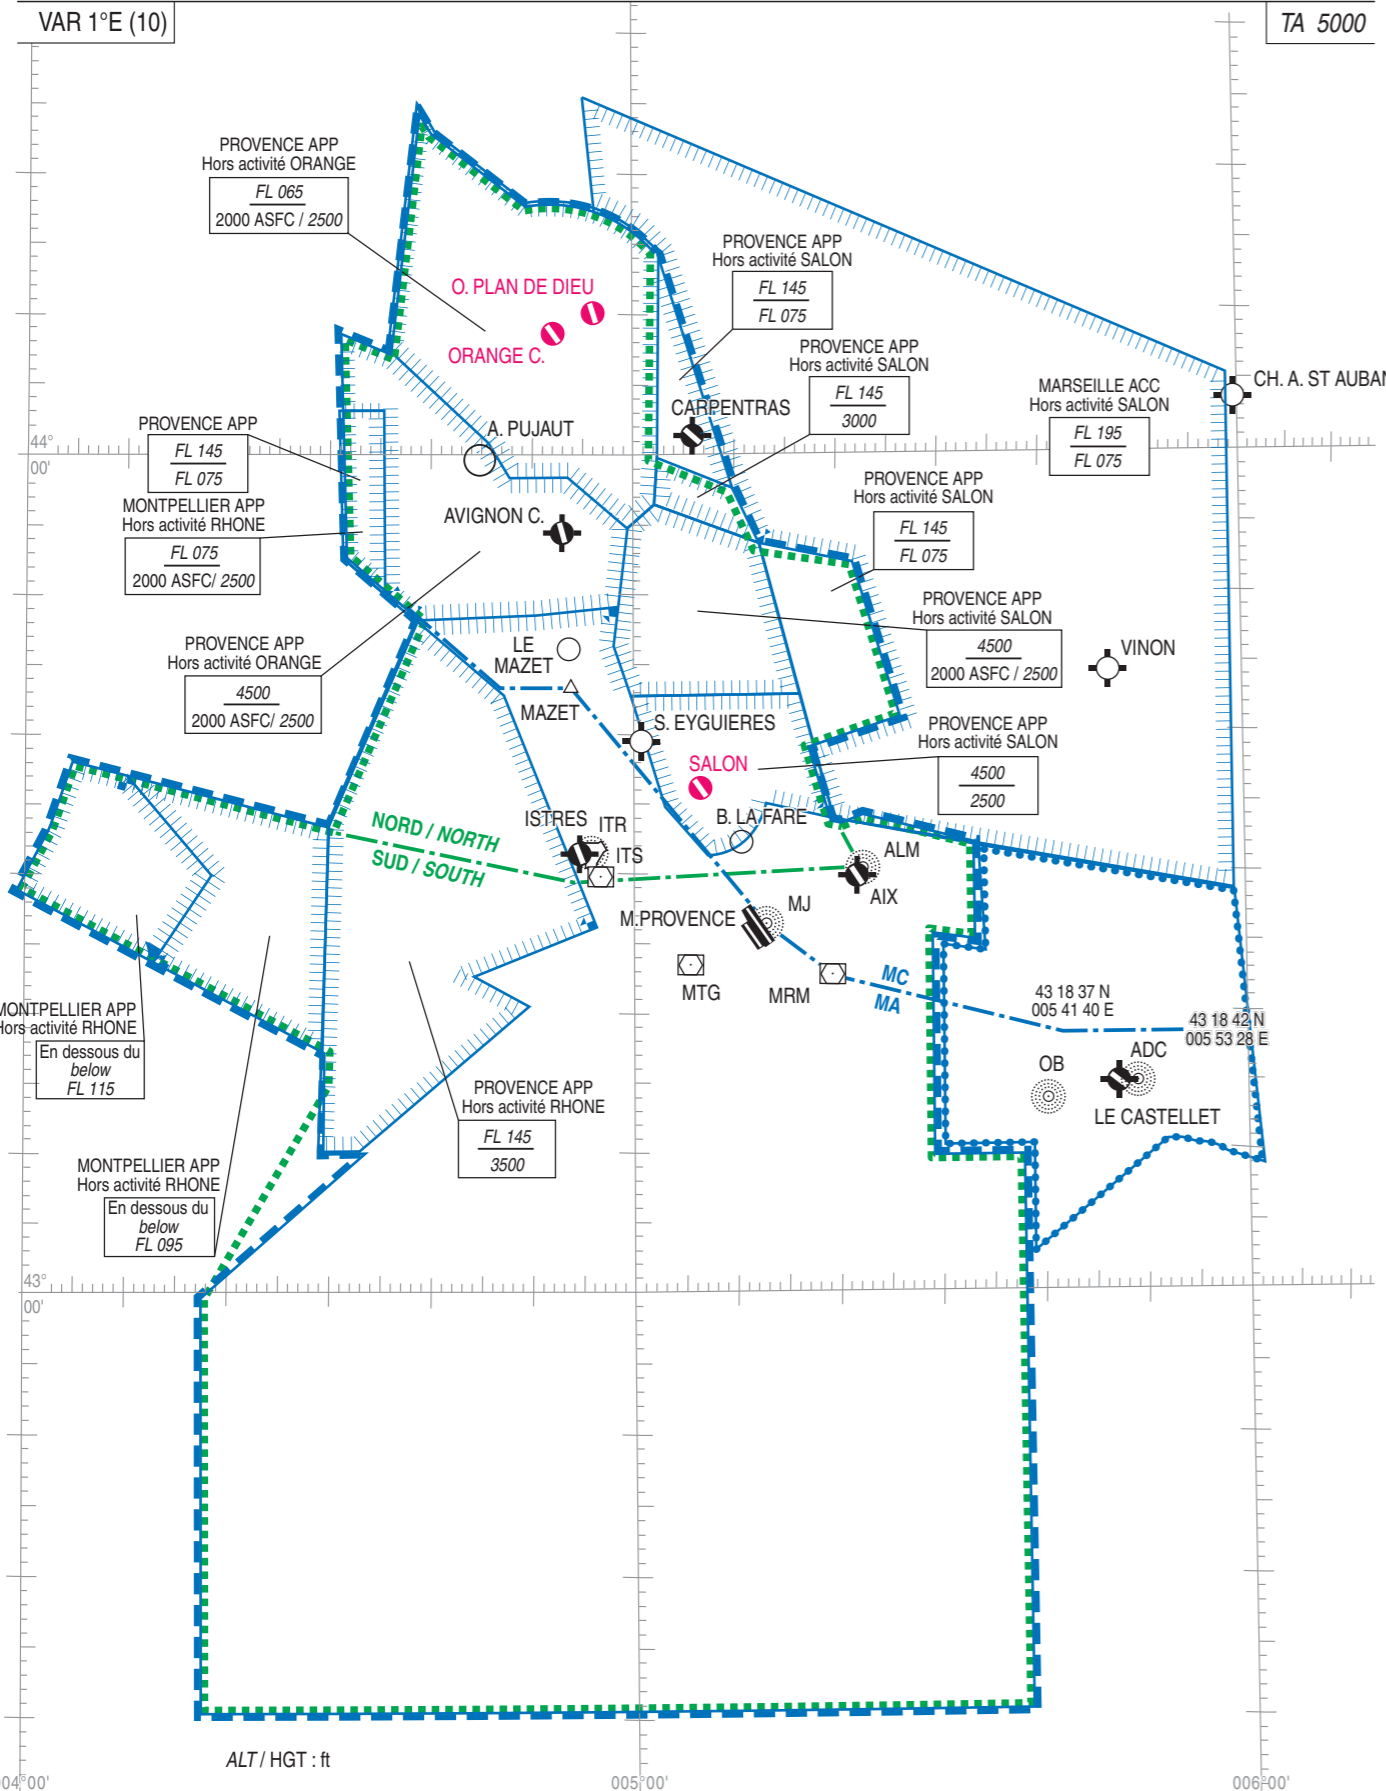 VAR 1°E (10)
TA 5000
PROVENCE APP
Hors activité ORANGE
FL 065
2000 ASFC / 2500
O. PLAN DE DIEU
ORANGE C.
PROVENCE APP
Hors activité SALON
FL 145
FL 075
PROVENCE APP
Hors activité SALON
FL 145
3000
MARSEILLE ACC
Hors activité SALON
FL 195
FL 075
CH. A. ST AUBAN
CARPENTRAS
A. PUJAUT
44°
00'
PROVENCE APP
FL 145
FL 075
MONTPELLIER APP
Hors activité RHONE
FL 075
2000 ASFC/ 2500
AVIGNON C.
PROVENCE APP
Hors activité SALON
FL 145
FL 075
PROVENCE APP
Hors activité SALON
4500
2000 ASFC / 2500
VINON
PROVENCE APP
Hors activité ORANGE
4500
2000 ASFC/ 2500
LE
MAZET
MAZET
S. EYGUIERES
SALON
PROVENCE APP
Hors activité SALON
4500
2500
NORD / NORTH
SUD / SOUTH
ISTRES
ITR
ITS
B. LA FARE
ALM
AIX
M.PROVENCE
MJ
MTG
MRM
MC
MA
43 18 37 N
005 41 40 E
43 18 42 N
005 53 28 E
OB
ADC
LE CASTELLET
MONTPELLIER APP
Hors activité RHONE
En dessous du
below
FL 115
PROVENCE APP
Hors activité RHONE
FL 145
3500
MONTPELLIER APP
Hors activité RHONE
En dessous du
below
FL 095
43°
00'
ALT / HGT : ft
004°00'
005°00'
006°00'